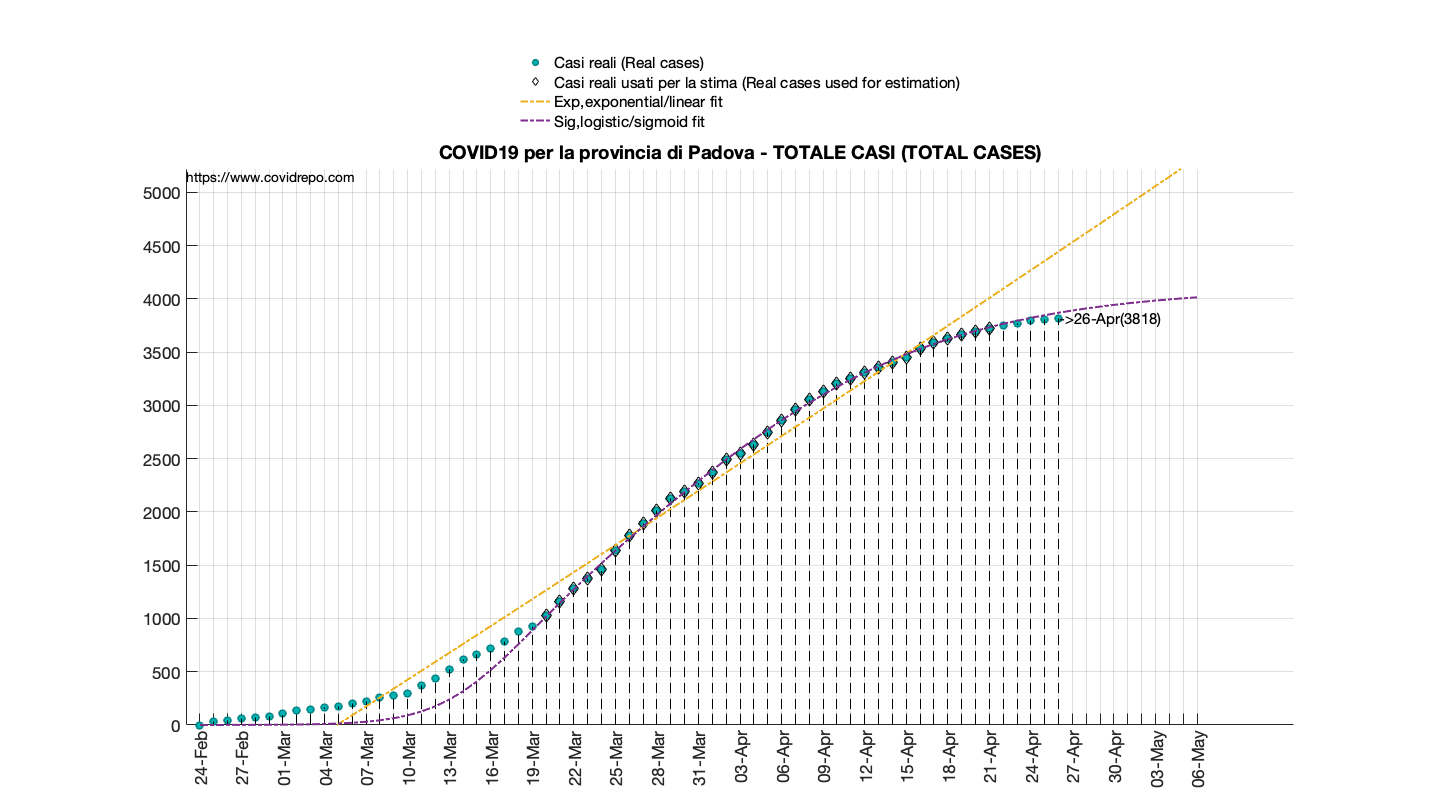 Casi reali (Real cases)
Casi reali usati per la stima (Real cases used for estimation)
Exp,exponential/linear fit
Sig,logistic/sigmoid fit
COVID19 per la provincia di Padova - TOTALE CASI (TOTAL CASES)
https://www.covidrepo.com
5000
4500
4000
3500
3000
2500
2000
1500
1000
500
0
->26-Apr(3818)
24-Feb
27-Feb
01-Mar
04-Mar
07-Mar
10-Mar
13-Mar
16-Mar
19-Mar
22-Mar
25-Mar
28-Mar
31-Mar
03-Apr
06-Apr
09-Apr
12-Apr
15-Apr
18-Apr
21-Apr
24-Apr
27-Apr
30-Apr
03-May
06-May